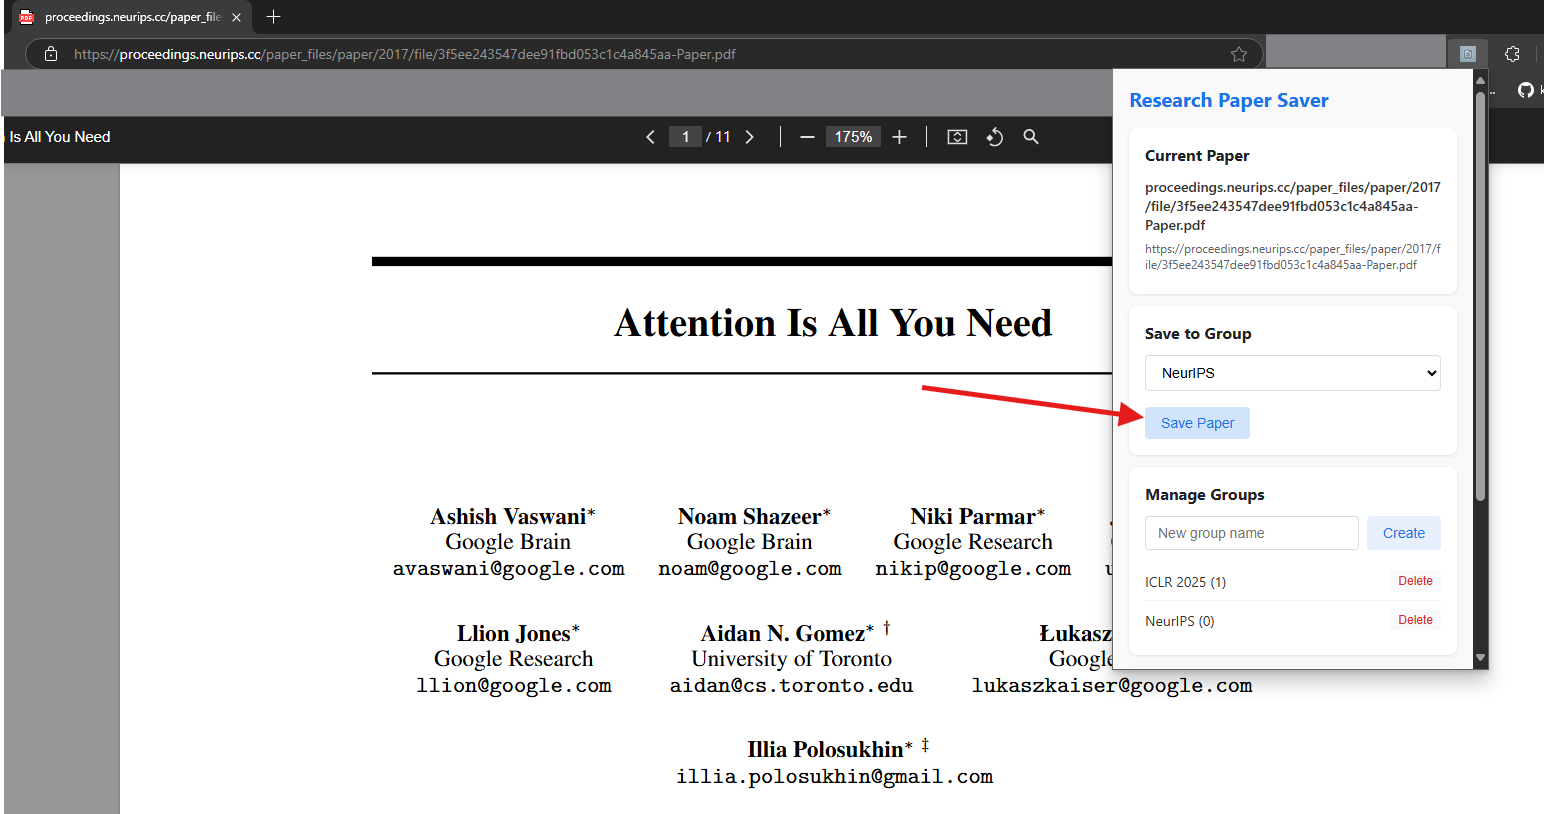 proceedings.neurips.cc/paper_file
https://proceedings.neurips.cc/paper_files/paper/2017/file/3f5ee243547dee91fbd053c1c4a845aa-Paper.pdf
Is All You Need
1 / 11
175%
Research Paper Saver
Current Paper
proceedings.neurips.cc/paper_files/paper/2017
/file/3f5ee243547dee91fbd053c1c4a845aa-
Paper.pdf
https://proceedings.neurips.cc/paper_files/paper/2017/f
ile/3f5ee243547dee91fbd053c1c4a845aa-Paper.pdf
Save to Group
NeurIPS
Save Paper
Manage Groups
New group name
Create
ICLR 2025 (1)
Delete
NeurIPS (0)
Delete
Attention Is All You Need
Ashish Vaswani*
Google Brain
avaswani@google.com
Noam Shazeer*
Google Brain
noam@google.com
Niki Parmar*
Google Research
nikip@google.com
Llion Jones*
Google Research
llion@google.com
Aidan N. Gomez* †
University of Toronto
aidan@cs.toronto.edu
Łukasz
Google
lukaszkaiser@google.com
Illia Polosukhin* ‡
illia.polosukhin@gmail.com